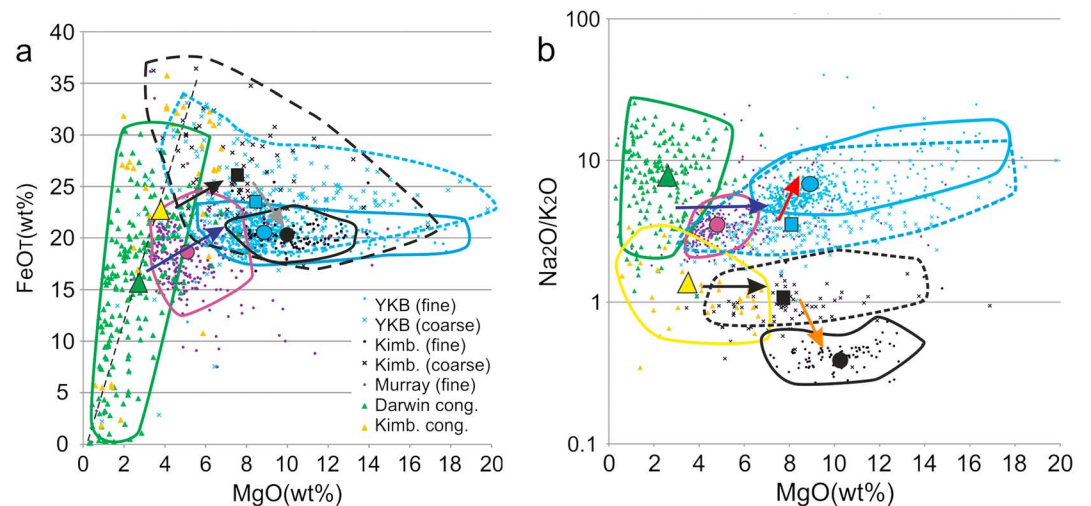 a
FeOT(wt%)
40
35
30
25
20
15
10
5
0
0 2 4 6 8 10 12 14 16 18 20
MgO(wt%)
YKB (fine)
YKB (coarse)
Kimb. (fine)
Kimb. (coarse)
Murray (fine)
Darwin cong.
Kimb. cong.
b
Na2O/K2O
100
10
1
0.1
0 2 4 6 8 10 12 14 16 18 20
MgO(wt%)